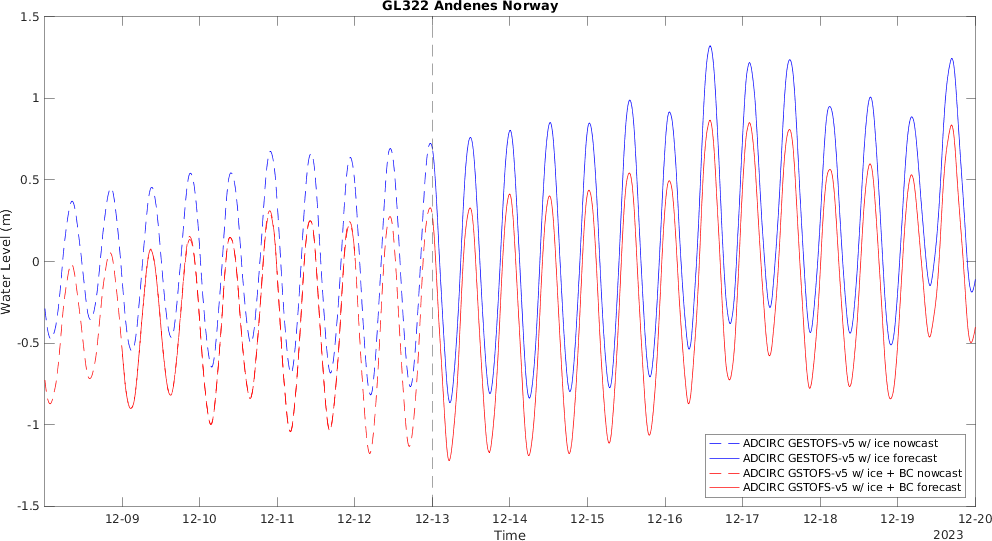 GL322 Andenes Norway
Water Level (m)
1.5
1
0.5
0
-0.5
-1
-1.5
ADCIRC GESTOFS-v5 w/ ice nowcast
ADCIRC GESTOFS-v5 w/ ice forecast
ADCIRC GSTOFS-v5 w/ ice + BC nowcast
ADCIRC GSTOFS-v5 w/ ice + BC forecast
12-09 12-10 12-11 12-12 12-13 12-14 12-15 12-16 12-17 12-18 12-19 12-20
Time
2023